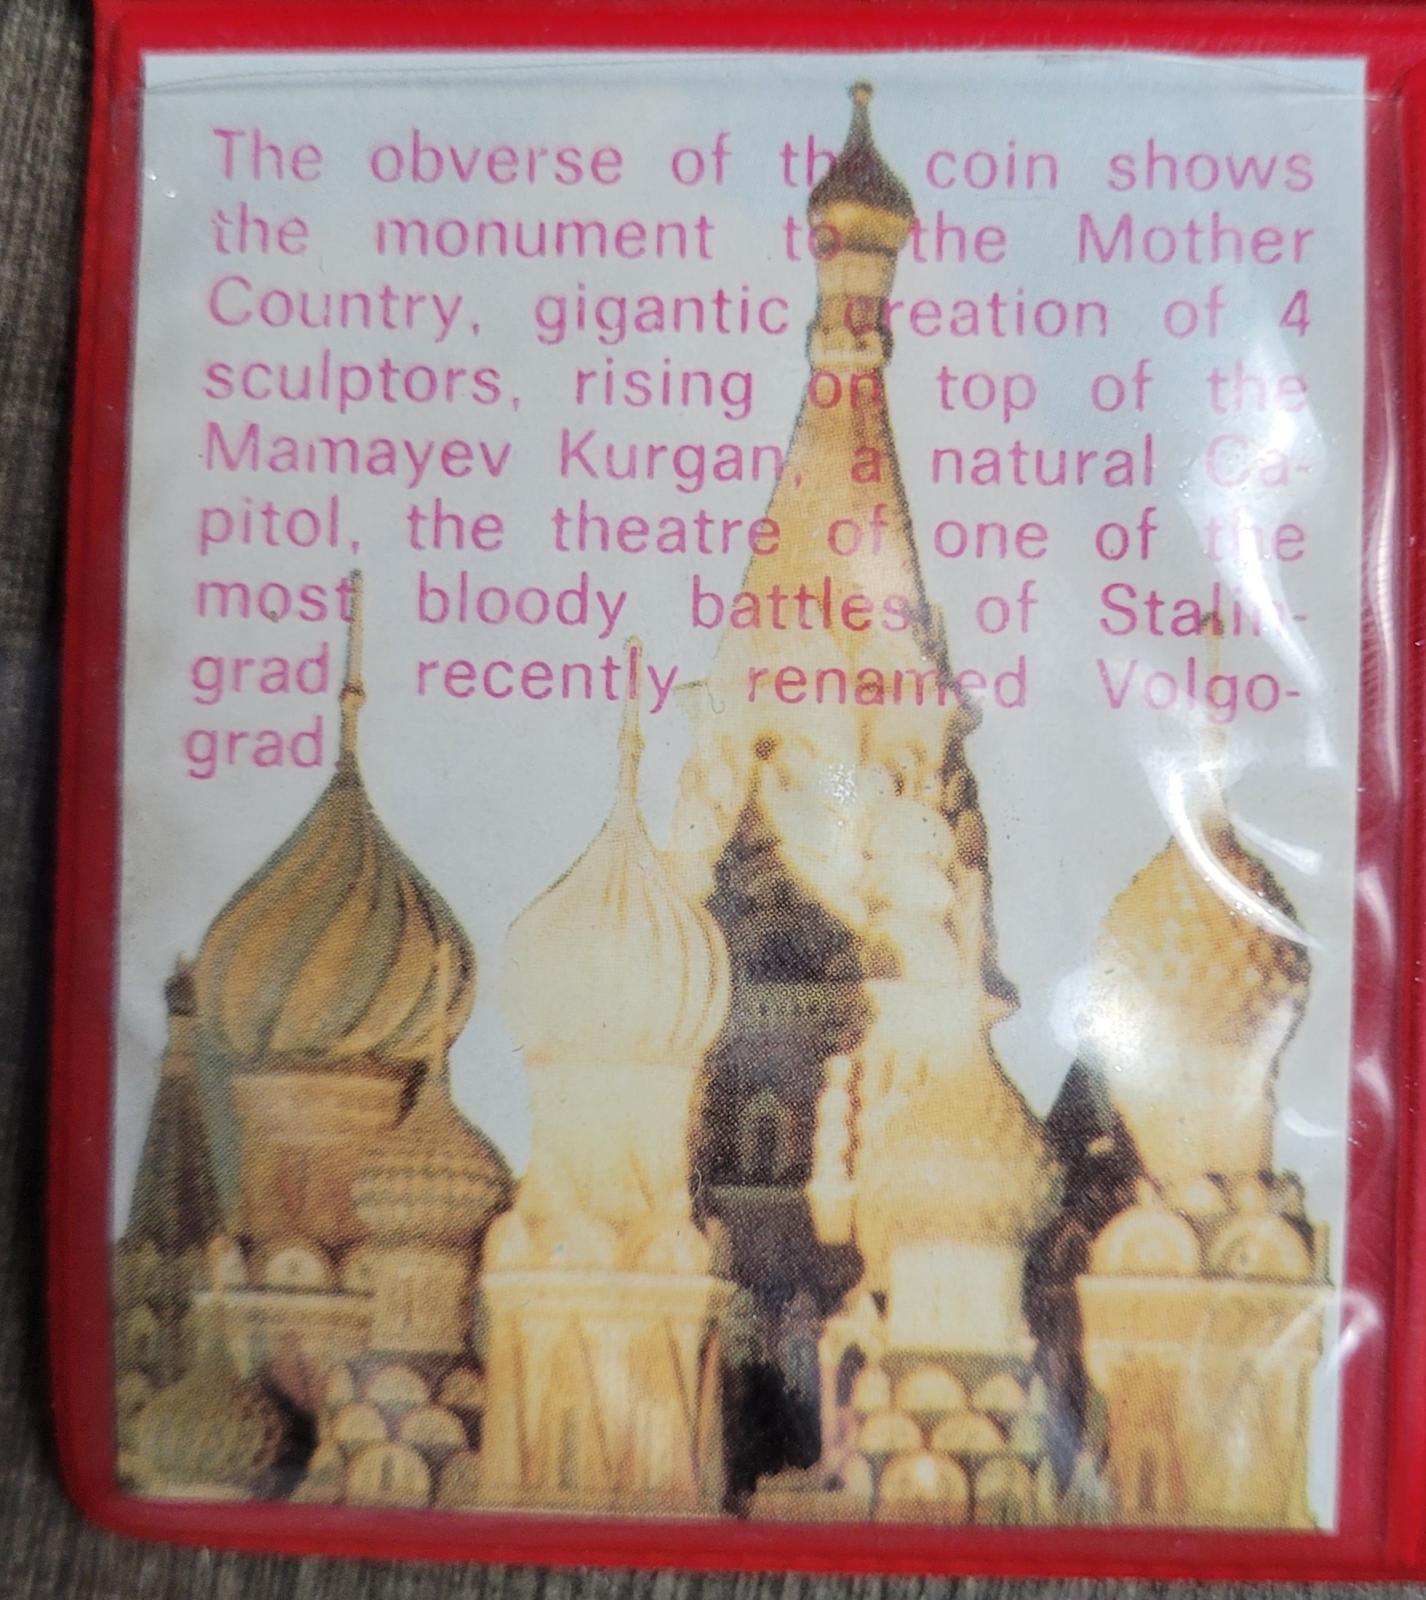 The obverse of the coin shows
the monument to the Mother
Country, gigantic creation of 4
sculptors, rising on top of the
Mamayev Kurgan, a natural Ca-
pitol, the theatre of one of the
most bloody battles of Stalin-
grad, recently renamed Volgo-
grad.